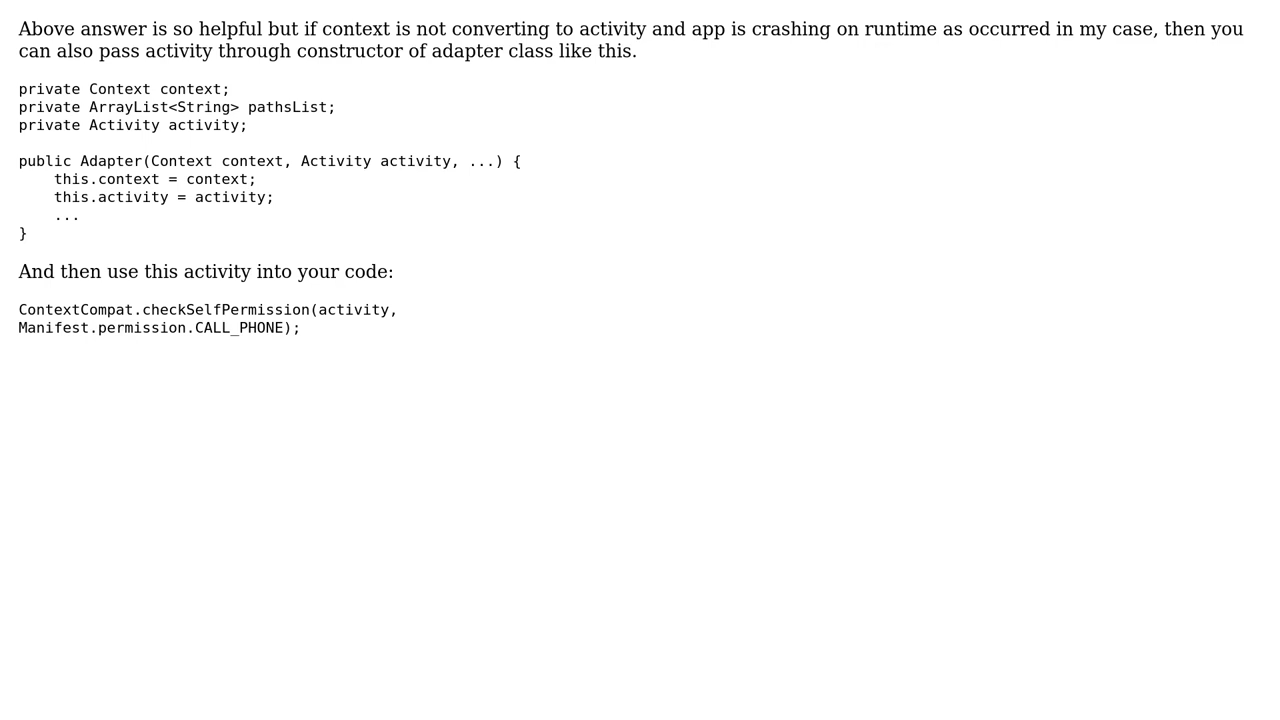 Above answer is so helpful but if context is not converting to activity and app is crashing on runtime as occurred in my case, then you
can also pass activity through constructor of adapter class like this.
private Context context;
private ArrayList<String> pathsList;
private Activity activity;
public Adapter(Context context, Activity activity, ...) {
    this.context = context;
    this.activity = activity;
    ...
}
And then use this activity into your code:
ContextCompat.checkSelfPermission(activity,
Manifest.permission.CALL_PHONE);